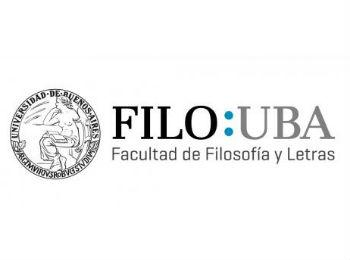 UNIVERSIDAD·DE·BUENOS·AIRES
FILO:UBA
Facultad de Filosofía y Letras